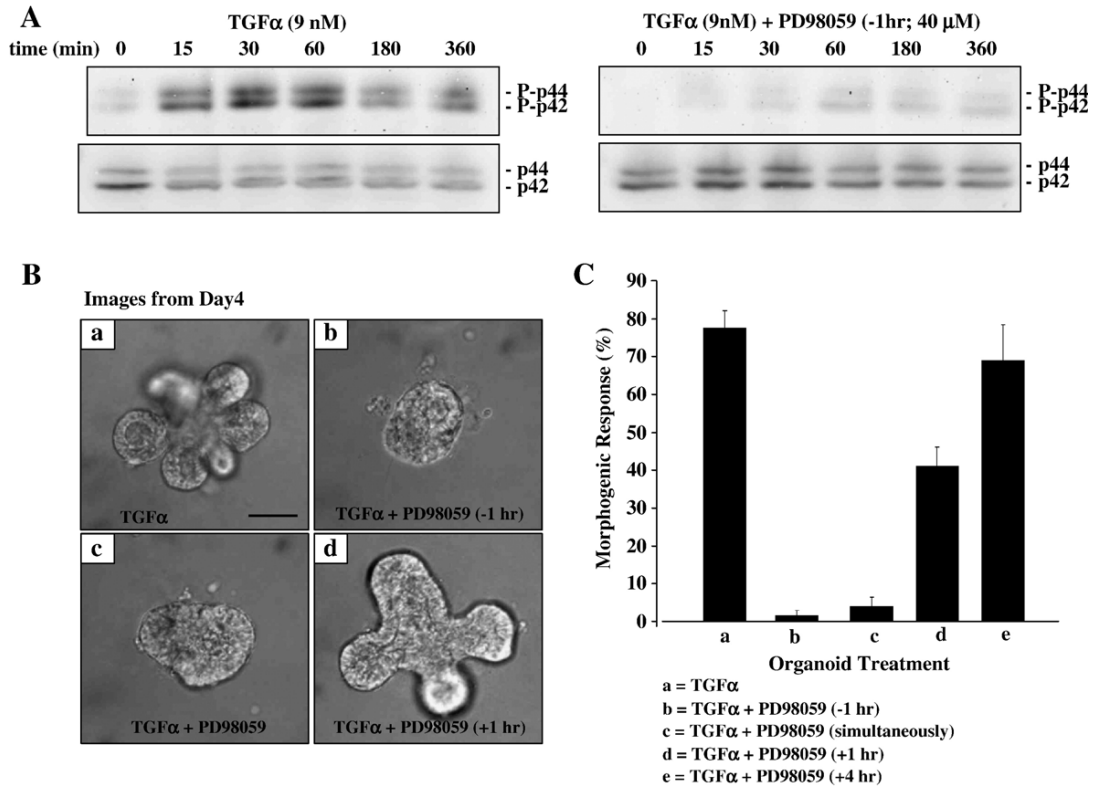 A
TGFα (9 nM)
time (min) 0 15 30 60 180 360
- P-p44
- P-p42
- p44
- p42
TGFα (9nM) + PD98059 (-1hr; 40 μM)
0 15 30 60 180 360
- P-p44
- P-p42
- p44
- p42
B
Images from Day4
a
TGFα
b
TGFα + PD98059 (-1 hr)
c
TGFα + PD98059
d
TGFα + PD98059 (+1 hr)
C
Morphogenic Response (%)
90
80
70
60
50
40
30
20
10
0
a b c d e
Organoid Treatment
a = TGFα
b = TGFα + PD98059 (-1 hr)
c = TGFα + PD98059 (simultaneously)
d = TGFα + PD98059 (+1 hr)
e = TGFα + PD98059 (+4 hr)